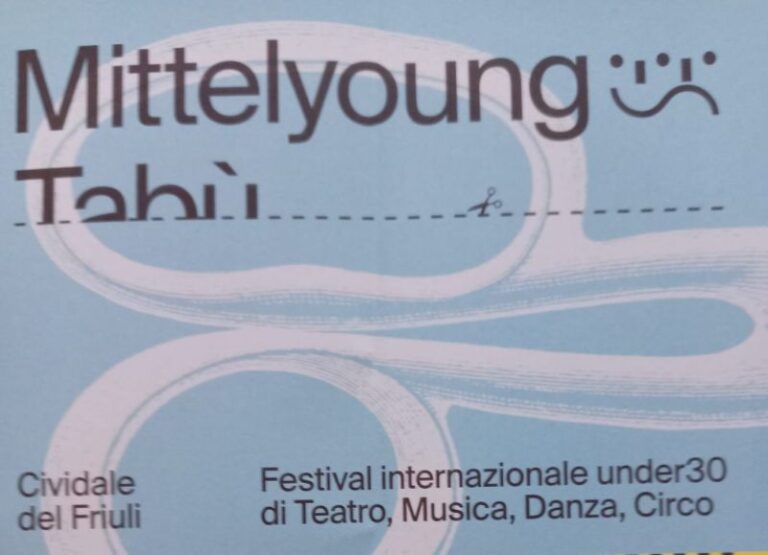 Mittelyoung
Tabù
Cividale
del Friuli
Festival internazionale under30
di Teatro, Musica, Danza, Circo